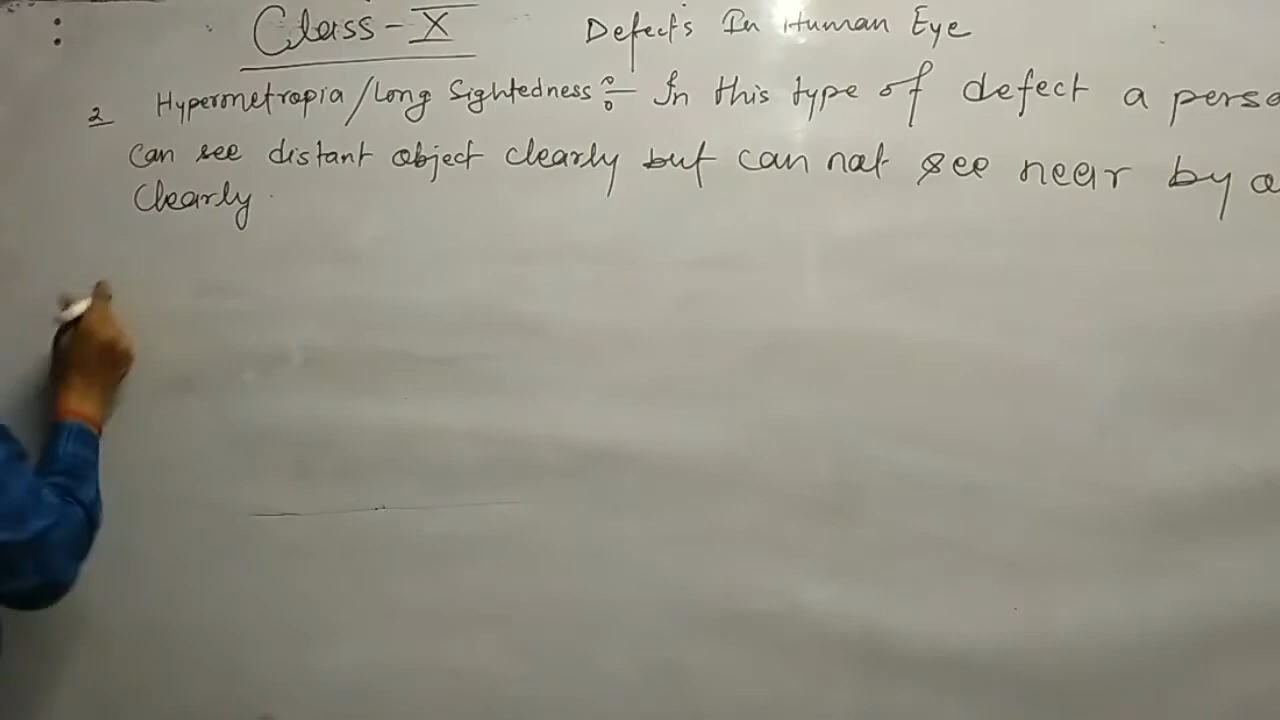 Class - X Defect's In Human Eye
2 Hypermetropia/Long Sightedness :- In this type of defect a perso
can see distant object clearly but can not see near by
Clearly.